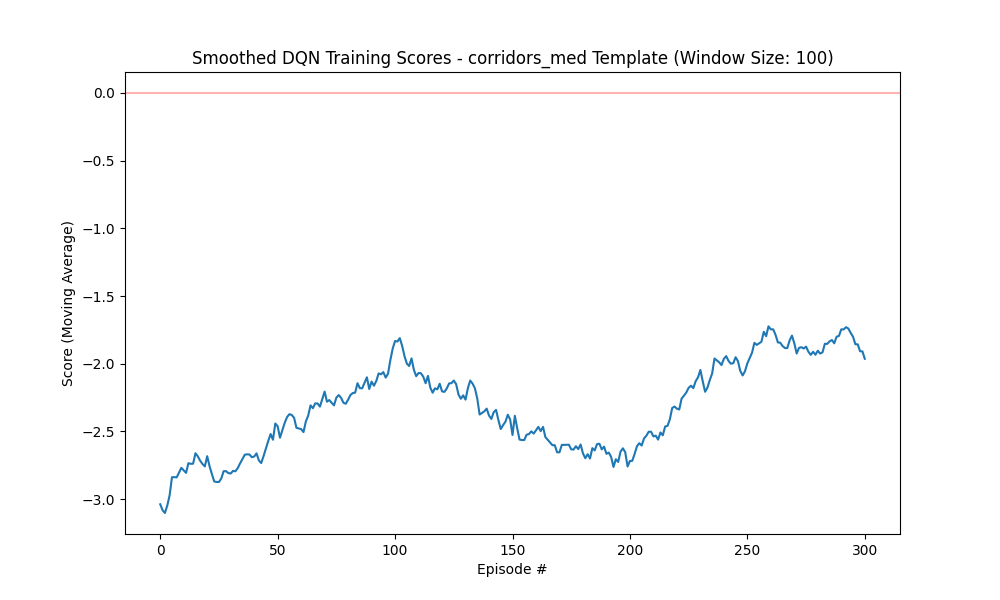 Smoothed DQN Training Scores - corridors_med Template (Window Size: 100)
0.0
−0.5
−1.0
−1.5
−2.0
−2.5
−3.0
Score (Moving Average)
0 50 100 150 200 250 300
Episode #